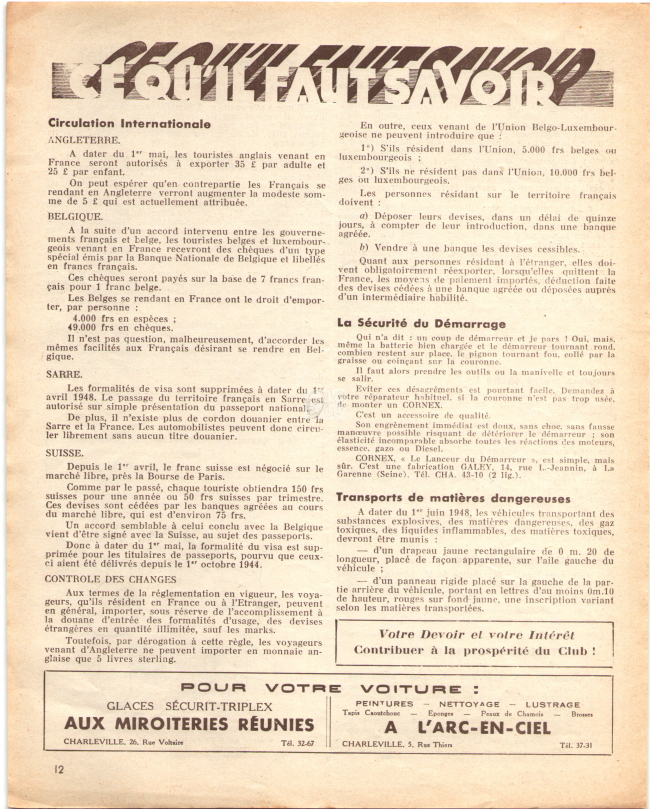 CE QU'IL FAUT SAVOIR
Circulation Internationale
ANGLETERRE.
A dater du 1er mai, les touristes anglais venant en
France seront autorisés à exporter 35 £ par adulte et
25 £ par enfant.
On peut espérer qu'en contrepartie les Français se
rendant en Angleterre verront augmenter la modeste som-
me de 5 £ qui est actuellement attribuée.
BELGIQUE.
A la suite d'un accord intervenu entre les gouverne-
ments français et belge, les touristes belges et luxembour-
geois venant en France recevront des chèques d'un type
spécial émis par la Banque Nationale de Belgique et libellés
en francs français.
Ces chèques seront payés sur la base de 7 francs fran-
çais pour 1 franc belge.
Les Belges se rendant en France ont le droit d'empor-
ter, par personne :
4.000 frs en espèces ;
49.000 frs en chèques.
Il n'est pas question, malheureusement, d'accorder les
mêmes facilités aux Français désirant se rendre en Bel-
gique.
SARRE.
Les formalités de visa sont supprimées à dater du 1er
avril 1948. Le passage du territoire français en Sarre est
autorisé sur simple présentation du passeport national.
De plus, il n'existe plus de cordon douanier entre la
Sarre et la France. Les automobilistes peuvent donc circu-
ler librement sans aucun titre douanier.
SUISSE.
Depuis le 1er avril, le franc suisse est négocié sur le
marché libre, près la Bourse de Paris.
Comme par le passé, chaque touriste obtiendra 150 frs
suisses pour une année ou 50 frs suisses par trimestre.
Ces devises sont cédées par les banques agréées au
cours du marché libre, qui est d'environ 75 frs.
Un accord semblable à celui conclu avec la Belgique
vient d'être signé avec la Suisse, au sujet des passeports.
Donc à dater du 1er mai, la formalité du visa est sup-
primée pour les titulaires de passeports, pourvu que ceux-
ci aient été délivrés depuis le 1er octobre 1944.
CONTROLE DES CHANGES
Aux termes de la réglementation en vigueur, les voya-
geurs, qu'ils résident en France ou à l'Etranger, peuvent
en général, importer, sous réserve de l'accomplissement à
la douane d'entrée des formalités d'usage, des devises
étrangères en quantité illimitée, sauf les marks.
Toutefois, par dérogation à cette règle, les voyageurs
venant d'Angleterre ne peuvent importer en monnaie an-
glaise que 5 livres sterling.
En outre, ceux venant de l'Union Belgo-Luxembour-
geoise ne peuvent introduire que :
1°) S'ils résident dans l'Union, 5.000 frs belges ou
luxembourgeois ;
2°) S'ils ne résident pas dans l'Union, 10.000 frs bel-
ges ou luxembourgeois.
Les personnes résidant sur le territoire français
doivent :
a) Déposer leurs devises, dans un délai de quinze
jours, à compter de leur introduction, dans une banque
agréée.
b) Vendre à une banque les devises cessibles.
Quant aux personnes résidant à l'étranger, elles doi-
vent obligatoirement réexporter, lorsqu'elles quittent la
France, les moyens de paiement importés, déduction faite
des devises cédées à une banque agréée ou déposées auprès
d'un intermédiaire habilité.
La Sécurité du Démarrage
Qui n'a dit : un coup de démarreur et je pars ! Oui, mais,
même la batterie bien chargée et le démarreur tournant rond,
combien restent sur place, le pignon tournant fou, collé par la
graisse ou coinçant sur la couronne.
Il faut alors prendre les outils ou la manivelle et toujours
se salir.
Eviter ces désagréments est pourtant facile. Demandez à
votre réparateur habituel, si la couronne n'est pas trop usée,
de monter un CORNEX.
C'est un accessoire de qualité.
Son engrènement immédiat est doux, sans choc, sans fausse
manœuvre possible risquant de détériorer le démarreur ; son
élasticité incomparable absorbe toutes les réactions des moteurs,
essence, gazo ou Diesel.
CORNEX, « Le Lanceur du Démarreur », est simple, mais
sûr. C'est une fabrication GALEY, 14, rue L.-Jeannin, à La
Garenne (Seine). Tél. CHA. 43-10 (2 lig.).
Transports de matières dangereuses
A dater du 1er juin 1948, les véhicules transportant des
substances explosives, des matières dangereuses, des gaz
toxiques, des liquides inflammables, des matières toxiques,
devront être munis :
— d'un drapeau jaune rectangulaire de 0 m. 20 de
longueur, placé de façon apparente, sur l'aile gauche du
véhicule ;
— d'un panneau rigide placé sur la gauche de la par-
tie arrière du véhicule, portant en lettres d'au moins 0m.10
de hauteur, rouges sur fond jaune, une inscription variant
selon les matières transportées.
Votre Devoir et votre Intérêt
Contribuer à la prospérité du Club !
POUR VOTRE VOITURE :
GLACES SÉCURIT-TRIPLEX
AUX MIROITERIES RÉUNIES
CHARLEVILLE, 26, Rue Voltaire Tél. 32-67
PEINTURES — NETTOYAGE — LUSTRAGE
Tapis Caoutchouc — Eponges — Peaux de Chamois — Brosses
A L'ARC-EN-CIEL
CHARLEVILLE, 5, Rue Thiers Tél. 37-31
12